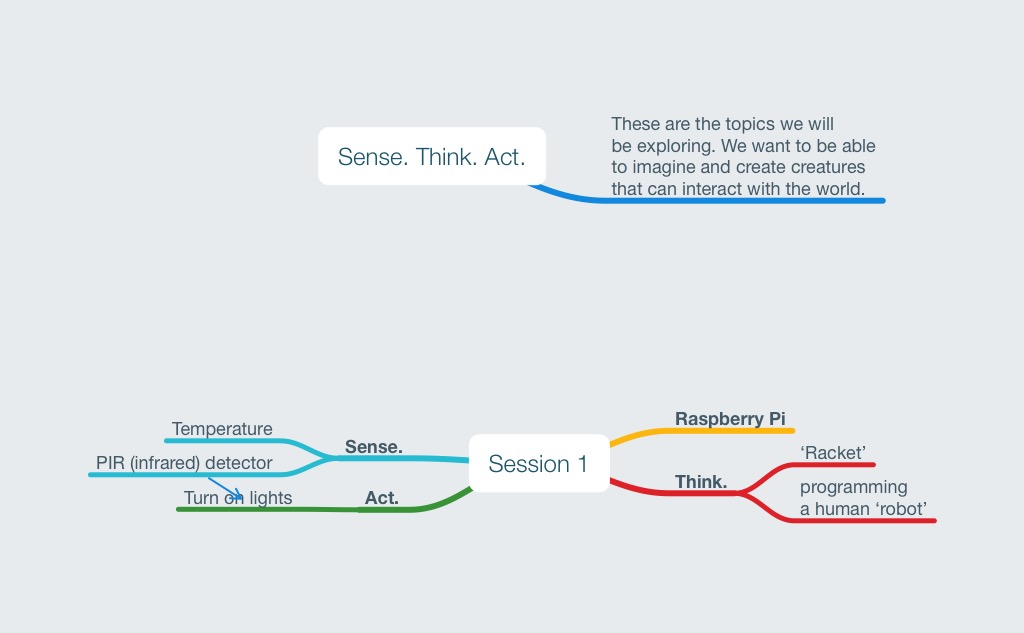 Sense. Think. Act.
These are the topics we will
be exploring. We want to be able
to imagine and create creatures
that can interact with the world.
Session 1
Raspberry Pi
Think.
‘Racket’
programming
a human ‘robot’
Sense.
Temperature
PIR (infrared) detector
Act.
Turn on lights